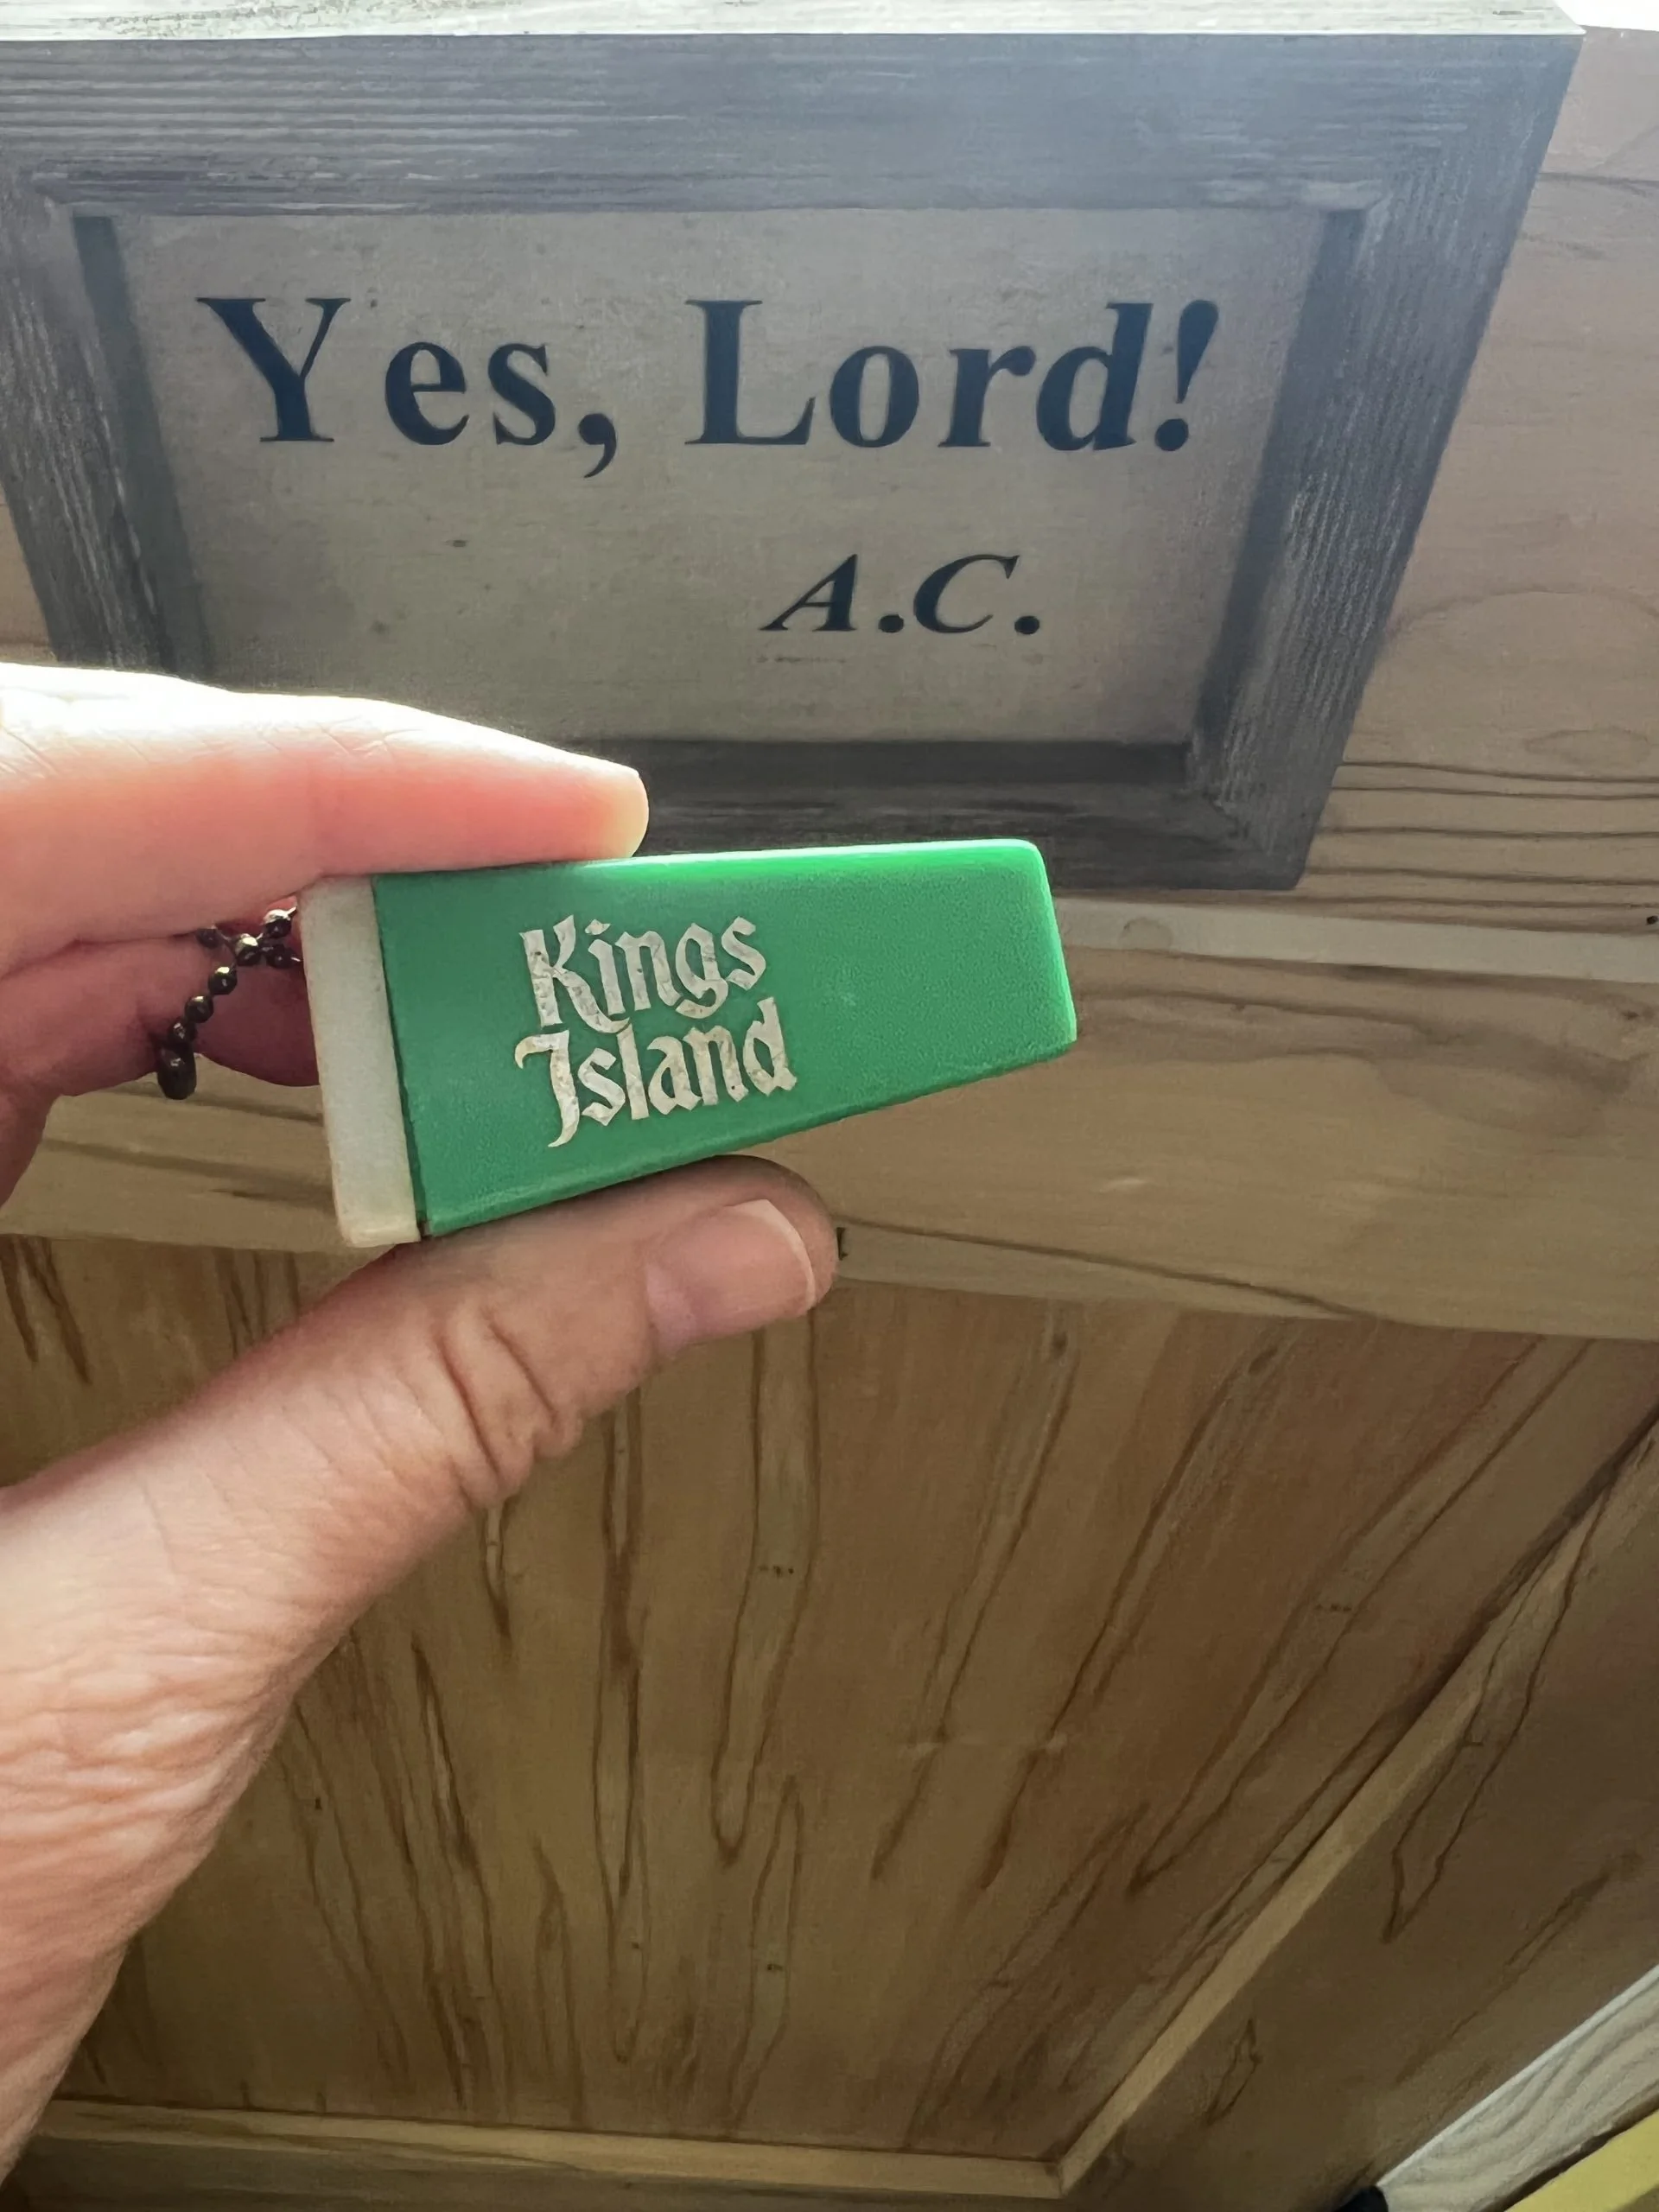 Yes, Lord!
A.C.
Kings
Island